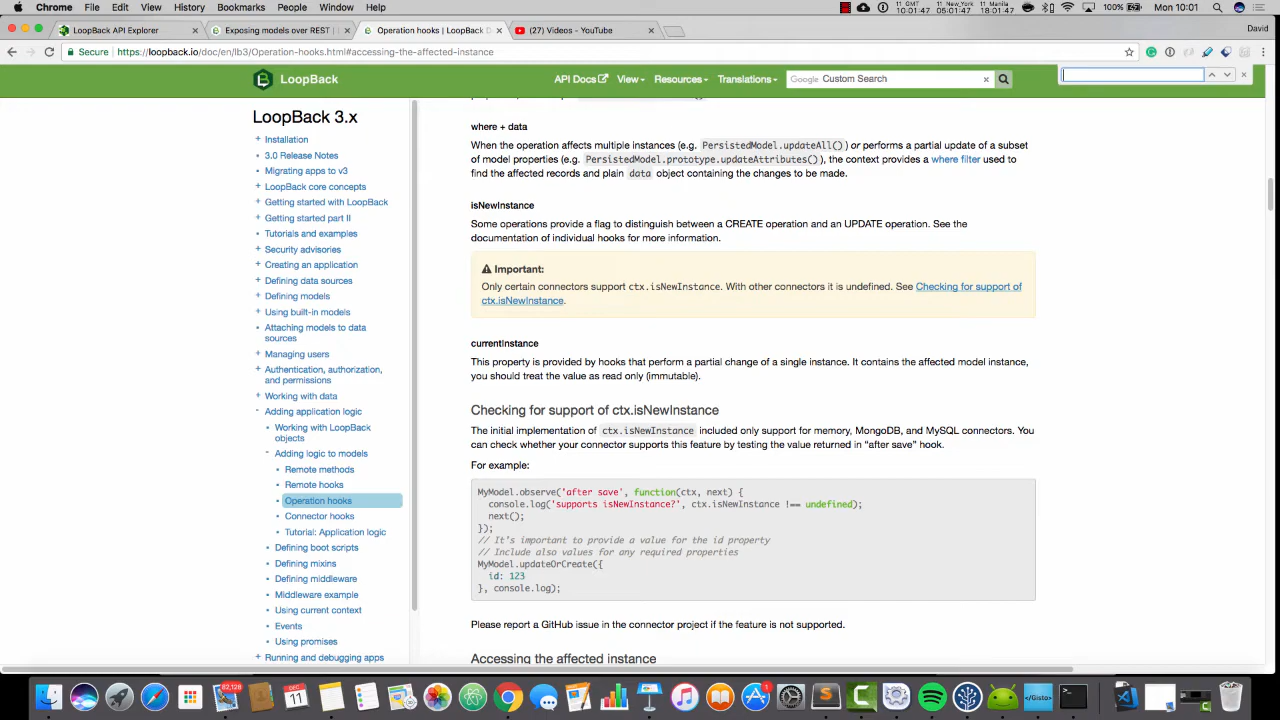 Chrome File Edit View History Bookmarks People Window Help
10:01:47 11:01:47 18:01:47 100% Mon 10:01
LoopBack API Explorer
Exposing models over REST |
Operation hooks | LoopBack D
(27) Videos - YouTube
David
Secure https://loopback.io/doc/en/lb3/Operation-hooks.html#accessing-the-affected-instance
LoopBack
API Docs View Resources Translations
Google Custom Search
LoopBack 3.x
Installation
3.0 Release Notes
Migrating apps to v3
LoopBack core concepts
Getting started with LoopBack
Getting started part II
Tutorials and examples
Security advisories
Creating an application
Defining data sources
Defining models
Using built-in models
Attaching models to data
sources
Managing users
Authentication, authorization,
and permissions
Working with data
Adding application logic
Working with LoopBack
objects
Adding logic to models
Remote methods
Remote hooks
Operation hooks
Connector hooks
Tutorial: Application logic
Defining boot scripts
Defining mixins
Defining middleware
Middleware example
Using current context
Events
Using promises
Running and debugging apps
where + data
When the operation affects multiple instances (e.g. PersistedModel.updateAll() ) or performs a partial update of a subset
of model properties (e.g. PersistedModel.prototype.updateAttributes() ), the context provides a where filter used to
find the affected records and plain data object containing the changes to be made.
isNewInstance
Some operations provide a flag to distinguish between a CREATE operation and an UPDATE operation. See the
documentation of individual hooks for more information.
Important:
Only certain connectors support ctx.isNewInstance. With other connectors it is undefined. See Checking for support of
ctx.isNewInstance.
currentInstance
This property is provided by hooks that perform a partial change of a single instance. It contains the affected model instance,
you should treat the value as read only (immutable).
Checking for support of ctx.isNewInstance
The initial implementation of ctx.isNewInstance included only support for memory, MongoDB, and MySQL connectors. You
can check whether your connector supports this feature by testing the value returned in "after save" hook.
For example:
MyModel.observe('after save', function(ctx, next) {
console.log('supports isNewInstance?', ctx.isNewInstance !== undefined);
next();
});
// It's important to provide a value for the id property
// Include also values for any required properties
MyModel.updateOrCreate({
id: 123
}, console.log);
Please report a GitHub issue in the connector project if the feature is not supported.
Accessing the affected instance